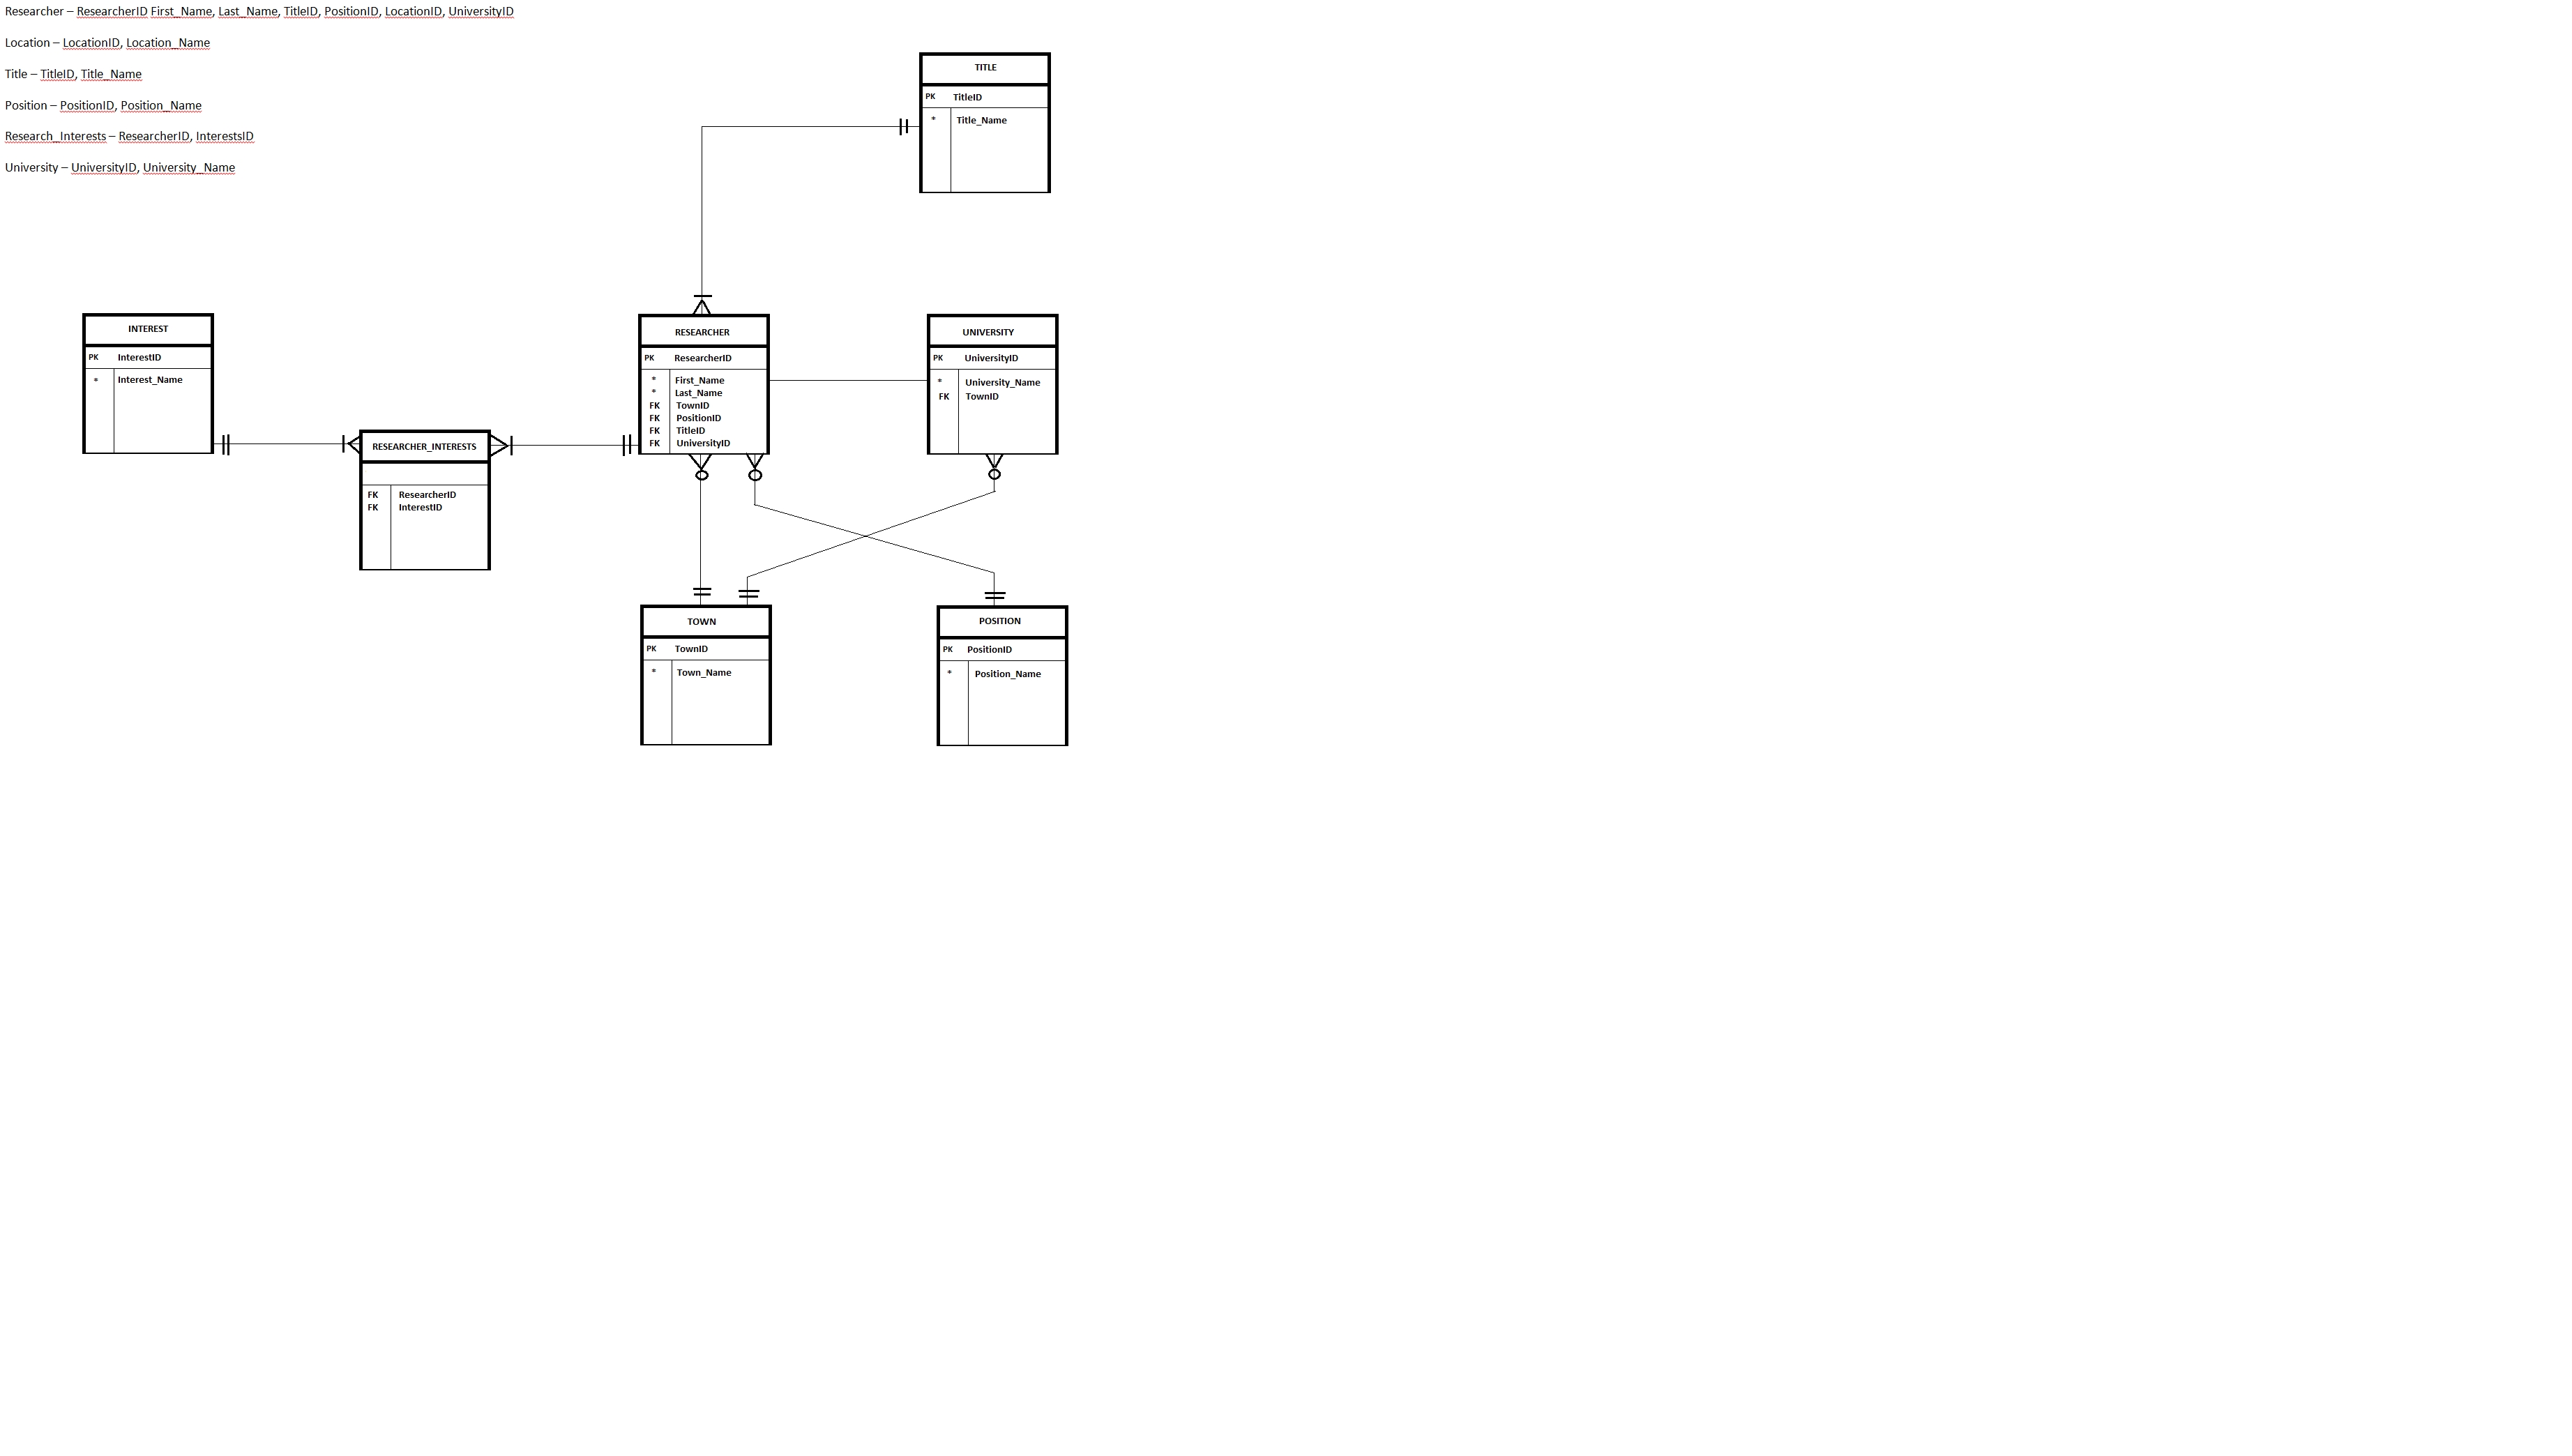 Researcher – ResearcherID First_Name, Last_Name, TitleID, PositionID, LocationID, UniversityID
Location – LocationID, Location_Name
Title – TitleID, Title_Name
Position – PositionID, Position_Name
Research_Interests – ResearcherID, InterestsID
University – UniversityID, University_Name
TITLE
PK TitleID
* Title_Name
INTEREST
PK InterestID
* Interest_Name
RESEARCHER
PK ResearcherID
* First_Name
* Last_Name
FK TownID
FK PositionID
FK TitleID
FK UniversityID
UNIVERSITY
PK UniversityID
* University_Name
FK TownID
RESEARCHER_INTERESTS
FK ResearcherID
FK InterestID
TOWN
PK TownID
* Town_Name
POSITION
PK PositionID
* Position_Name